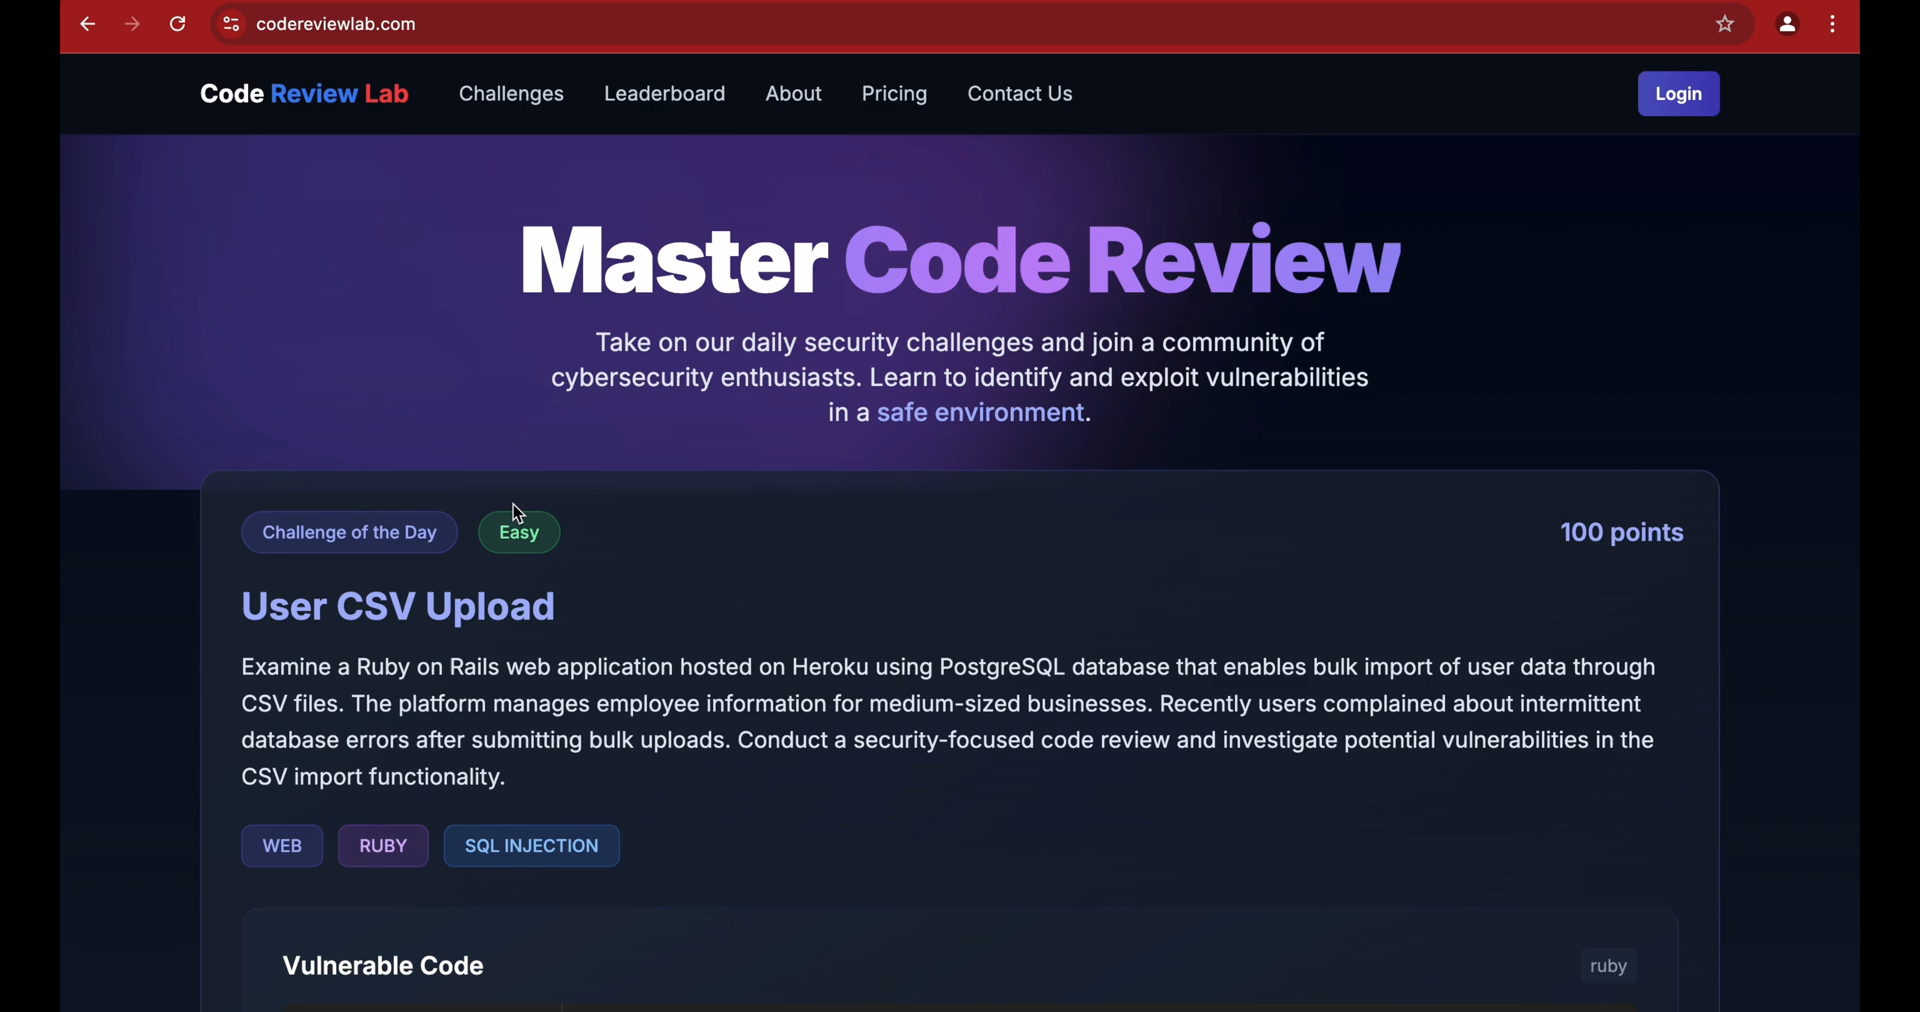 codereviewlab.com
Code Review Lab
Challenges
Leaderboard
About
Pricing
Contact Us
Login
Master Code Review
Take on our daily security challenges and join a community of
cybersecurity enthusiasts. Learn to identify and exploit vulnerabilities
in a safe environment.
Challenge of the Day
Easy
100 points
User CSV Upload
Examine a Ruby on Rails web application hosted on Heroku using PostgreSQL database that enables bulk import of user data through
CSV files. The platform manages employee information for medium-sized businesses. Recently users complained about intermittent
database errors after submitting bulk uploads. Conduct a security-focused code review and investigate potential vulnerabilities in the
CSV import functionality.
WEB
RUBY
SQL INJECTION
Vulnerable Code
ruby